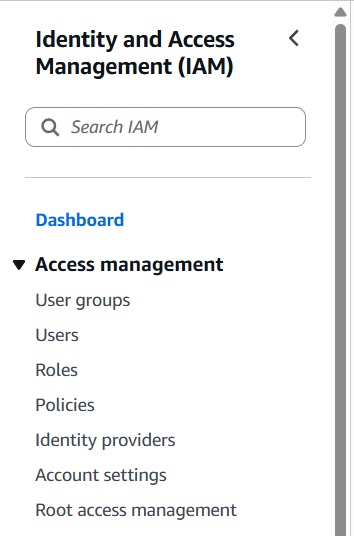 Identity and Access
Management (IAM)
Search IAM
Dashboard
Access management
User groups
Users
Roles
Policies
Identity providers
Account settings
Root access management